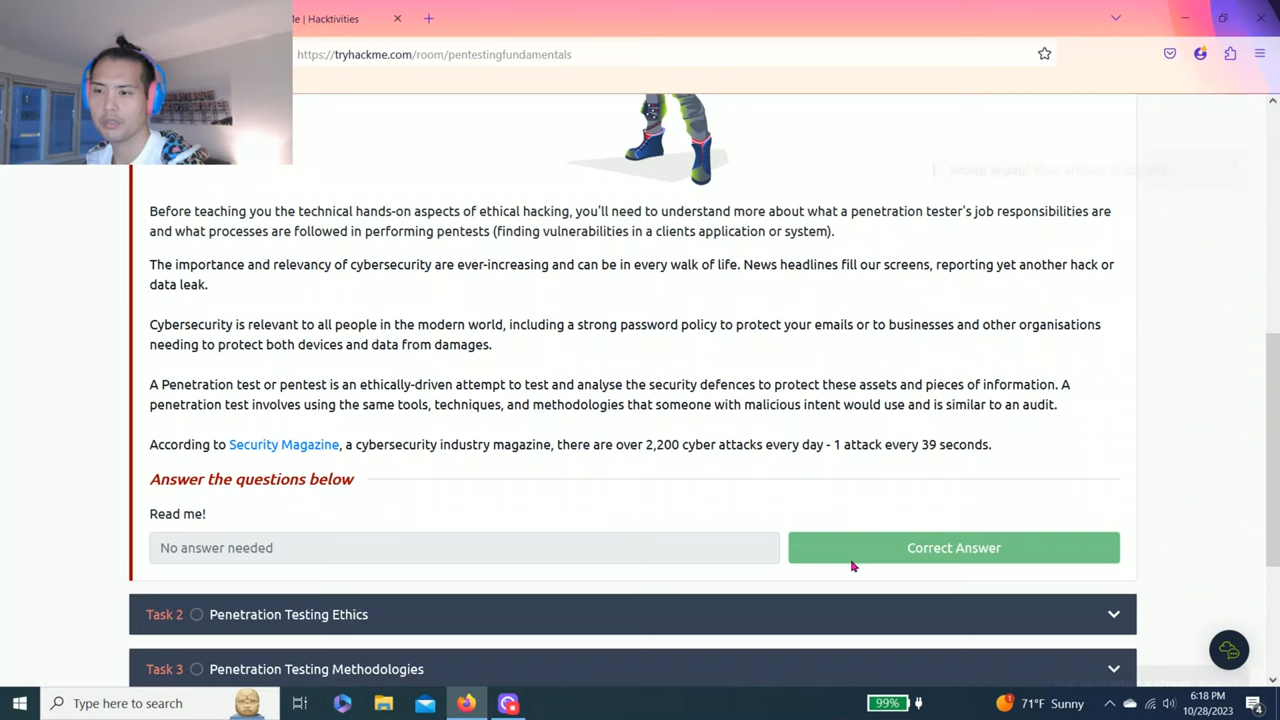 Me | Hacktivities
https://tryhackme.com/room/pentestingfundamentals
Woop woop! Your answer is correct
Before teaching you the technical hands-on aspects of ethical hacking, you'll need to understand more about what a penetration tester's job responsibilities are
and what processes are followed in performing pentests (finding vulnerabilities in a clients application or system).
The importance and relevancy of cybersecurity are ever-increasing and can be in every walk of life. News headlines fill our screens, reporting yet another hack or
data leak.
Cybersecurity is relevant to all people in the modern world, including a strong password policy to protect your emails or to businesses and other organisations
needing to protect both devices and data from damages.
A Penetration test or pentest is an ethically-driven attempt to test and analyse the security defences to protect these assets and pieces of information. A
penetration test involves using the same tools, techniques, and methodologies that someone with malicious intent would use and is similar to an audit.
According to Security Magazine, a cybersecurity industry magazine, there are over 2,200 cyber attacks every day - 1 attack every 39 seconds.
Answer the questions below
Read me!
No answer needed
Correct Answer
Task 2 Penetration Testing Ethics
Task 3 Penetration Testing Methodologies
Type here to search
99%
1
71°F Sunny
6:18 PM
10/28/2023
4